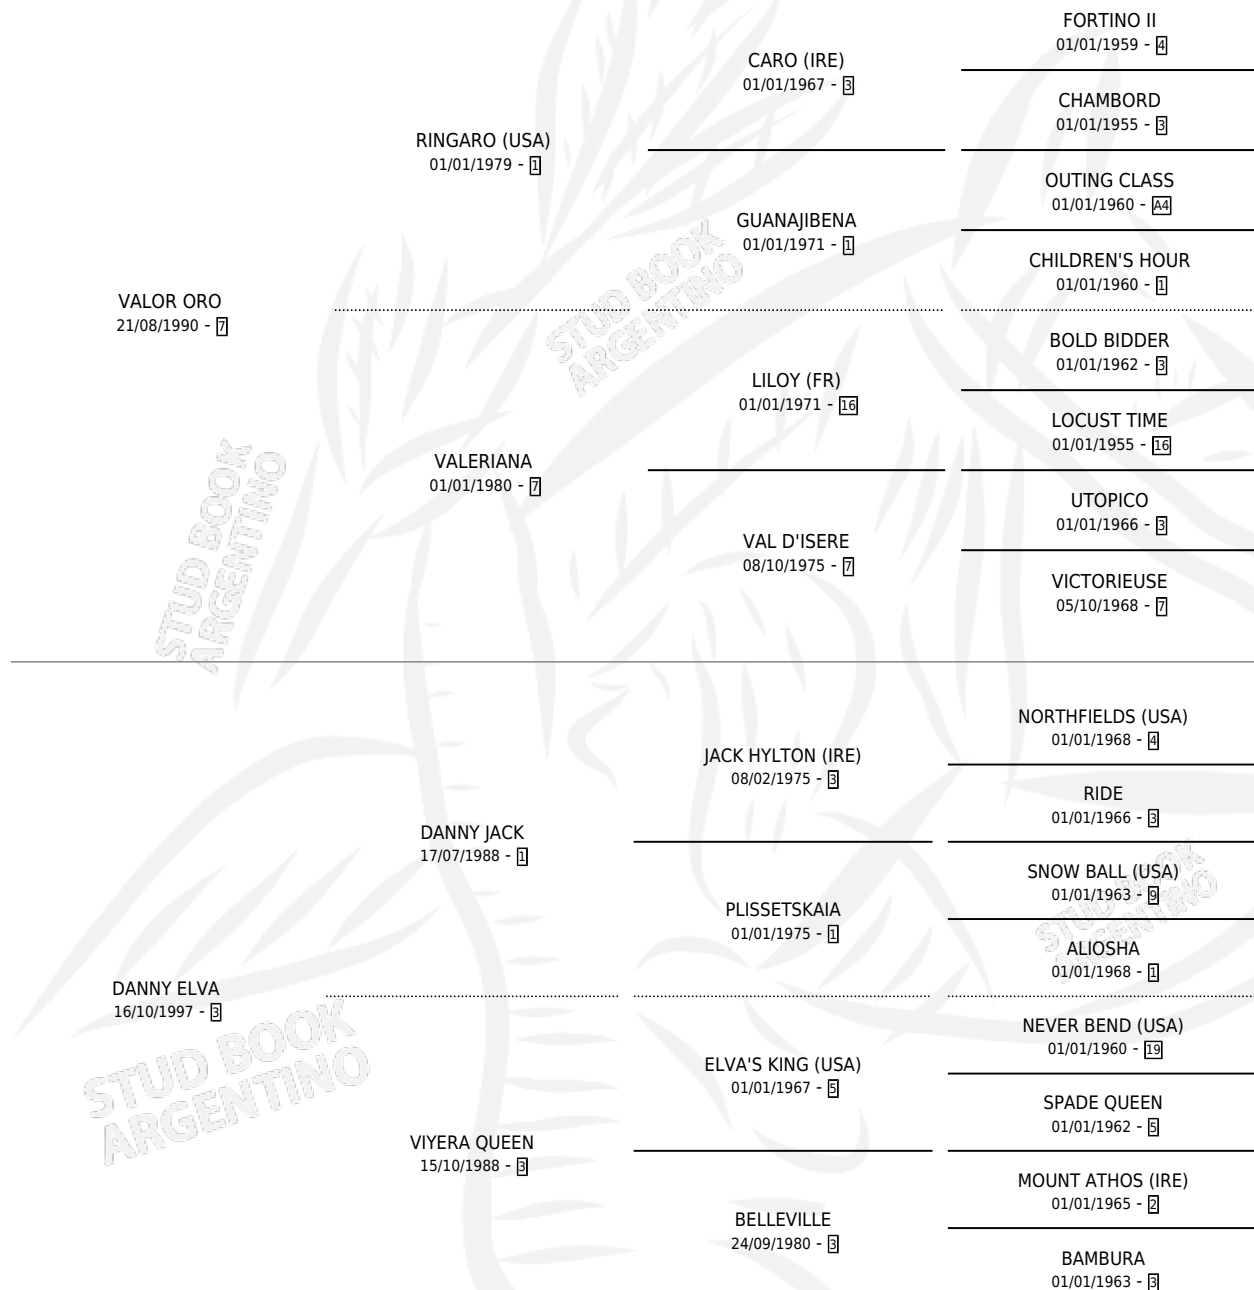 FORTINO II
01/01/1959 - 4
CARO (IRE)
01/01/1967 - 3
CHAMBORD
01/01/1955 - 3
RINGARO (USA)
01/01/1979 - 1
OUTING CLASS
01/01/1960 - A4
GUANAJIBENA
01/01/1971 - 1
CHILDREN'S HOUR
01/01/1960 - 1
VALOR ORO
21/08/1990 - 7
BOLD BIDDER
01/01/1962 - 3
LILOY (FR)
01/01/1971 - 16
LOCUST TIME
01/01/1955 - 16
VALERIANA
01/01/1980 - 7
UTOPICO
01/01/1966 - 3
VAL D'ISERE
08/10/1975 - 7
VICTORIEUSE
05/10/1968 - 7
NORTHFIELDS (USA)
01/01/1968 - 4
JACK HYLTON (IRE)
08/02/1975 - 3
RIDE
01/01/1966 - 3
DANNY JACK
17/07/1988 - 1
SNOW BALL (USA)
01/01/1963 - 9
PLISSETSKAIA
01/01/1975 - 1
ALIOSHA
01/01/1968 - 1
DANNY ELVA
16/10/1997 - 3
NEVER BEND (USA)
01/01/1960 - 19
ELVA'S KING (USA)
01/01/1967 - 5
SPADE QUEEN
01/01/1962 - 5
VIYERA QUEEN
15/10/1988 - 3
MOUNT ATHOS (IRE)
01/01/1965 - 2
BELLEVILLE
24/09/1980 - 3
BAMBURA
01/01/1963 - 3
STUD BOOK
ARGENTINO
STUD BOOK
ARGENTINO
STUD BOOK
ARGENTINO
STUD BOOK
ARGENTINO